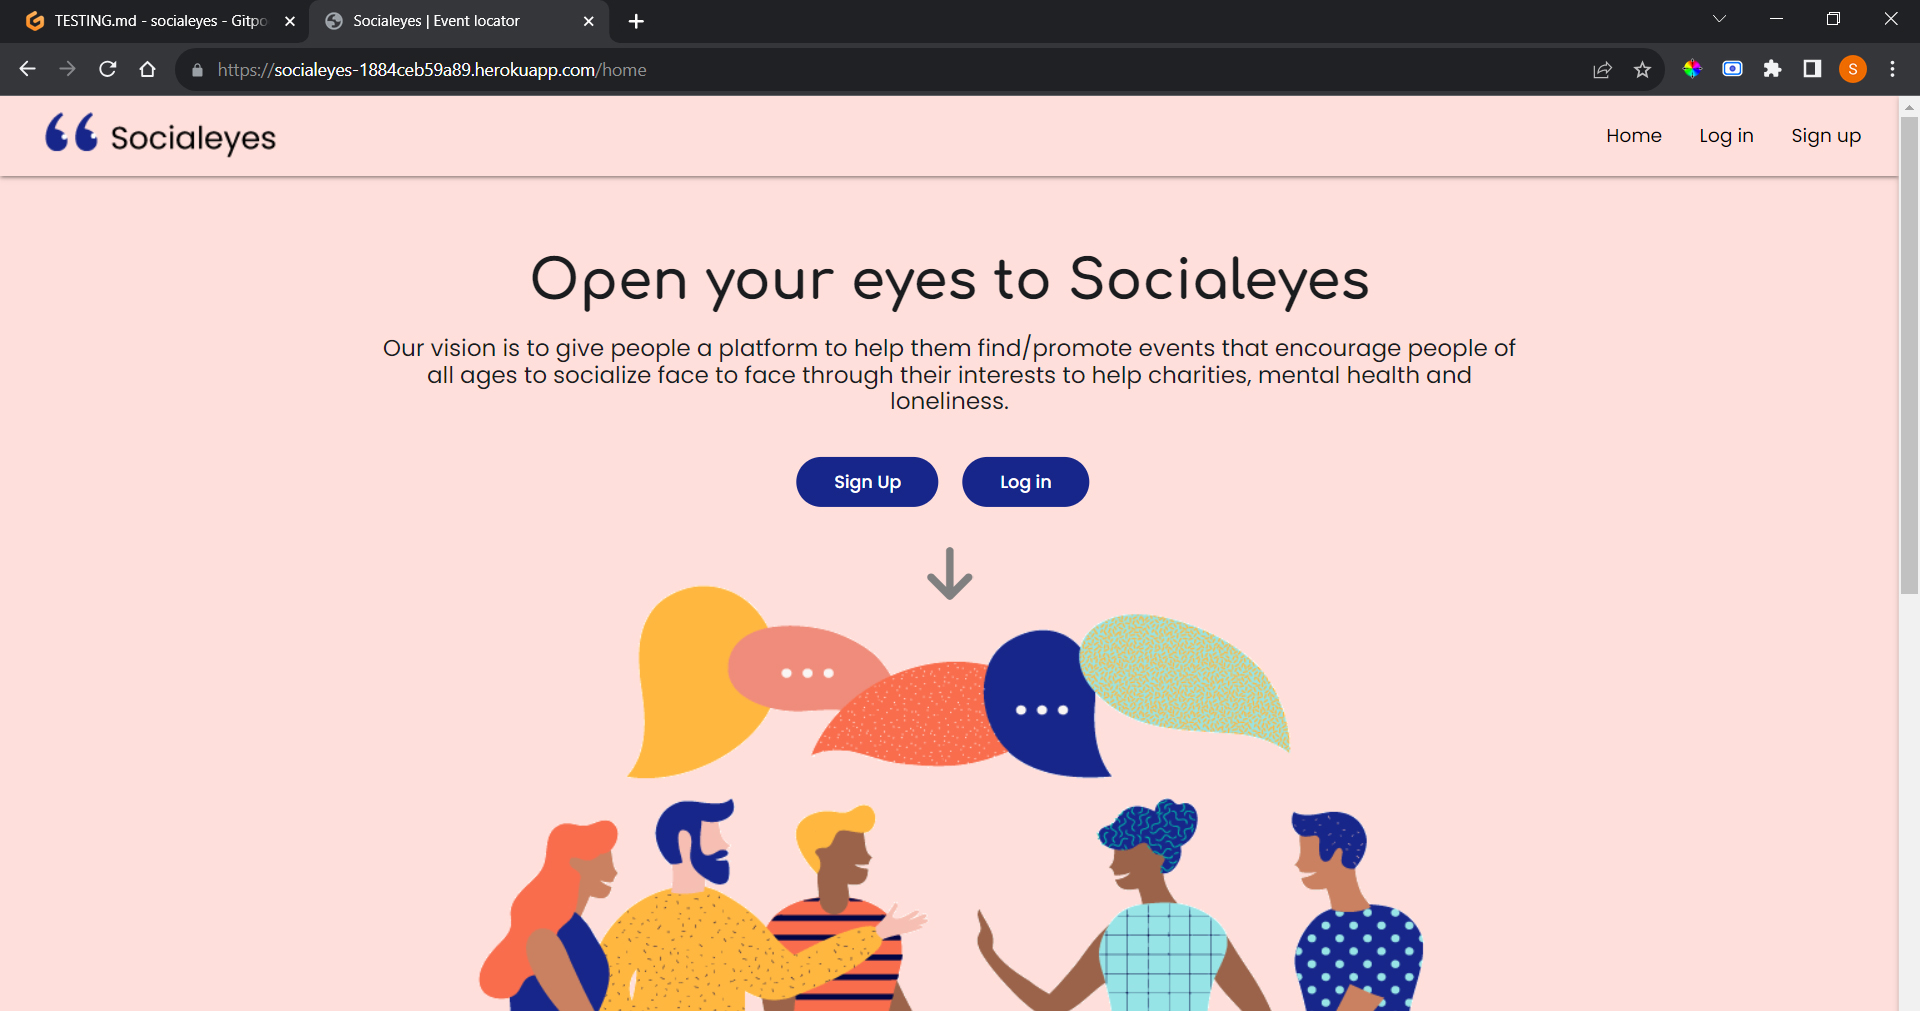 TESTING.md - socialeyes - Gitpo
Socialeyes | Event locator
https://socialeyes-1884ceb59a89.herokuapp.com/home
S
Socialeyes
Home
Log in
Sign up
Open your eyes to Socialeyes
Our vision is to give people a platform to help them find/promote events that encourage people of
all ages to socialize face to face through their interests to help charities, mental health and
loneliness.
Sign Up
Log in